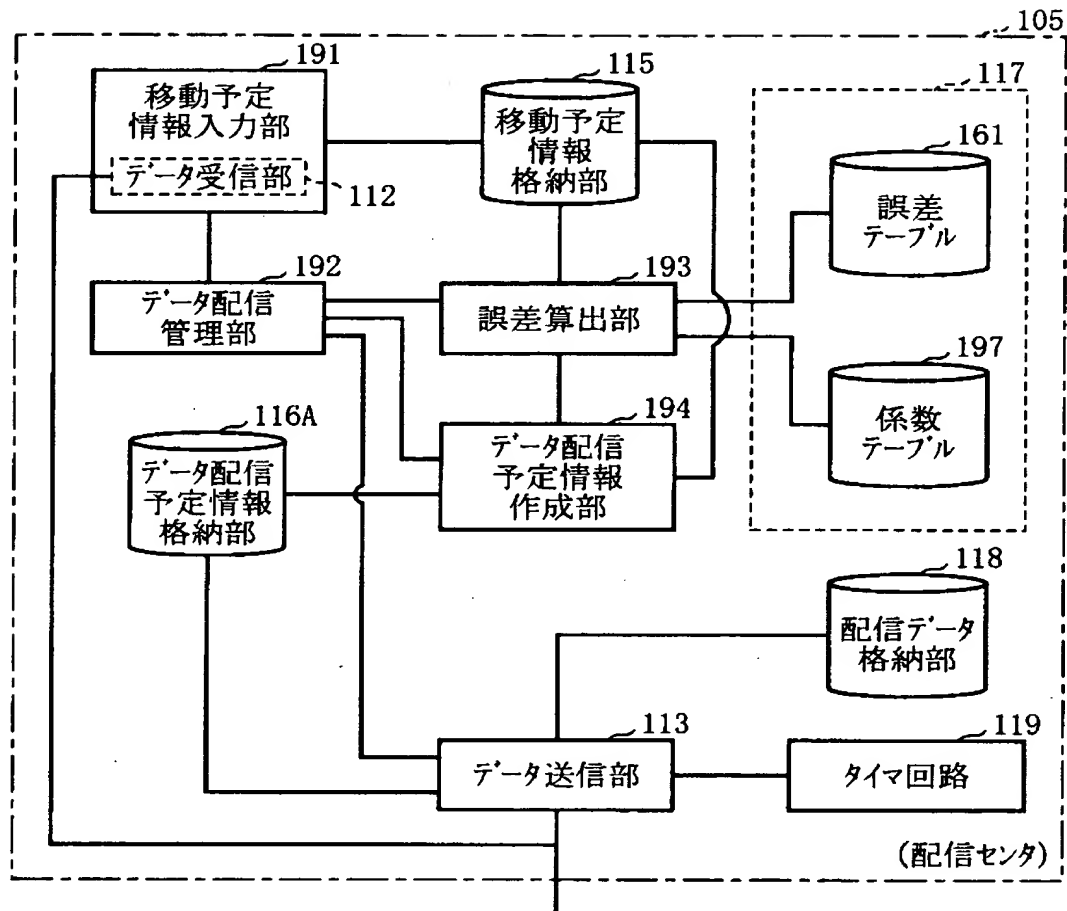 105
191
移動予定
情報入力部
データ受信部
112
115
移動予定
情報
格納部
117
161
誤差
テーブル
192
データ配信
管理部
193
誤差算出部
197
係数
テーブル
116A
データ配信
予定情報
格納部
194
データ配信
予定情報
作成部
118
配信データ
格納部
113
データ送信部
119
タイマ回路
(配信センタ)